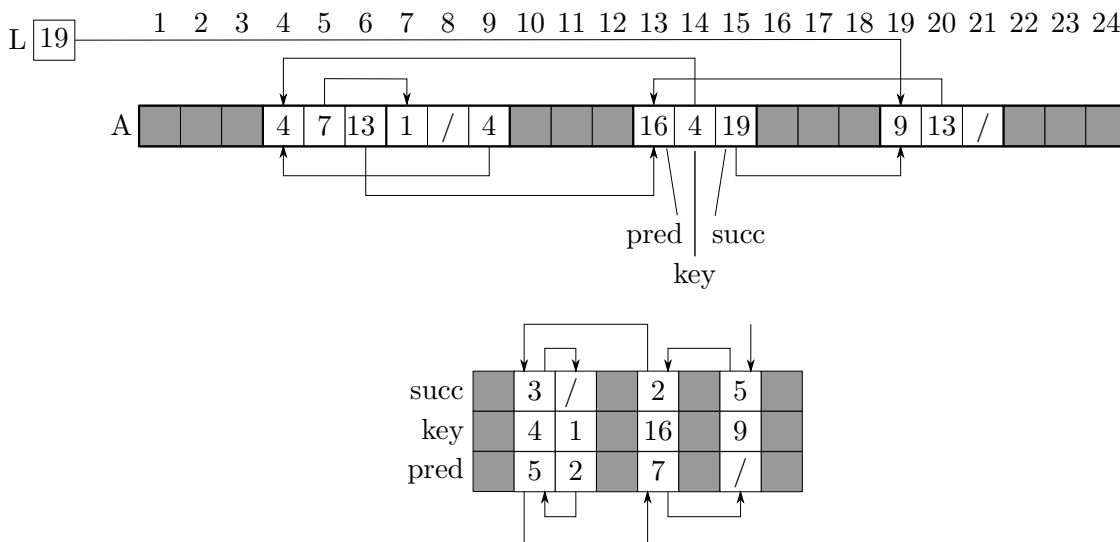 1 2 3 4 5 6 7 8 9 10 11 12 13 14 15 16 17 18 19 20 21 22 23 24
L 19
A 4 7 13 1 / 4 16 4 19 9 13 /
pred succ
key
succ 3 / 2 5
key 4 1 16 9
pred 5 2 7 /